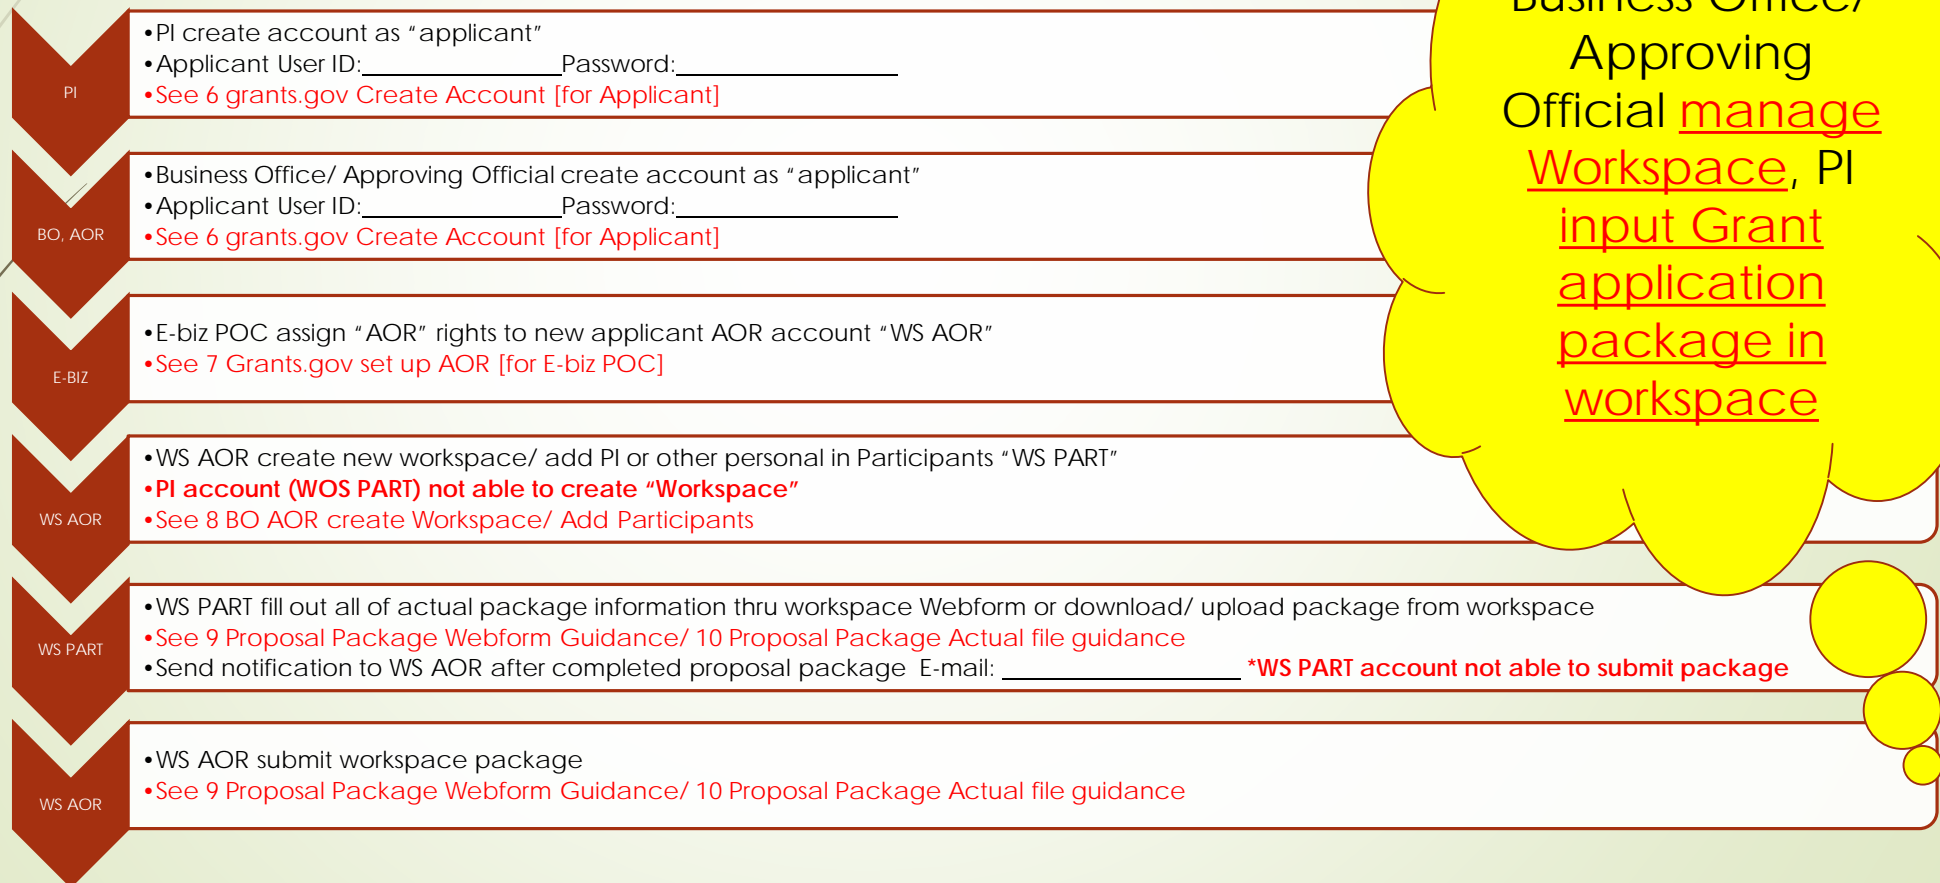 PI
•PI create account as “applicant”
•Applicant User ID:_______________Password:_________________
•See 6 grants.gov Create Account [for Applicant]
BO, AOR
•Business Office/ Approving Official create account as “applicant”
•Applicant User ID:_______________Password:_________________
•See 6 grants.gov Create Account [for Applicant]
E-BIZ
•E-biz POC assign “AOR” rights to new applicant AOR account “WS AOR”
•See 7 Grants.gov set up AOR [for E-biz POC]
WS AOR
•WS AOR create new workspace/ add PI or other personal in Participants “WS PART”
•PI account (WOS PART) not able to create “Workspace”
•See 8 BO AOR create Workspace/ Add Participants
WS PART
•WS PART fill out all of actual package information thru workspace Webform or download/ upload package from workspace
•See 9 Proposal Package Webform Guidance/ 10 Proposal Package Actual file guidance
•Send notification to WS AOR after completed proposal package E-mail: __________________ *WS PART account not able to submit package
WS AOR
•WS AOR submit workspace package
•See 9 Proposal Package Webform Guidance/ 10 Proposal Package Actual file guidance
Business Office/
Approving
Official manage
Workspace, PI
input Grant
application
package in
workspace